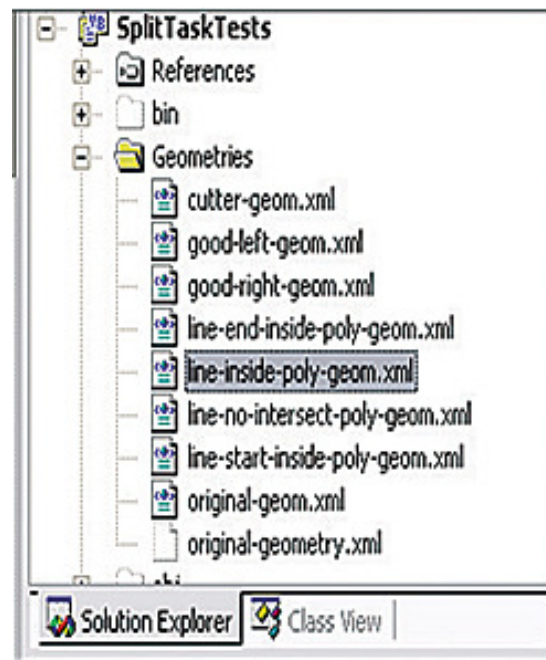 SplitTaskTests
References
bin
Geometries
cutter-geom.xml
good-left-geom.xml
good-right-geom.xml
line-end-inside-poly-geom.xml
line-inside-poly-geom.xml
line-no-intersect-poly-geom.xml
line-start-inside-poly-geom.xml
original-geom.xml
original-geometry.xml
Solution Explorer
Class View